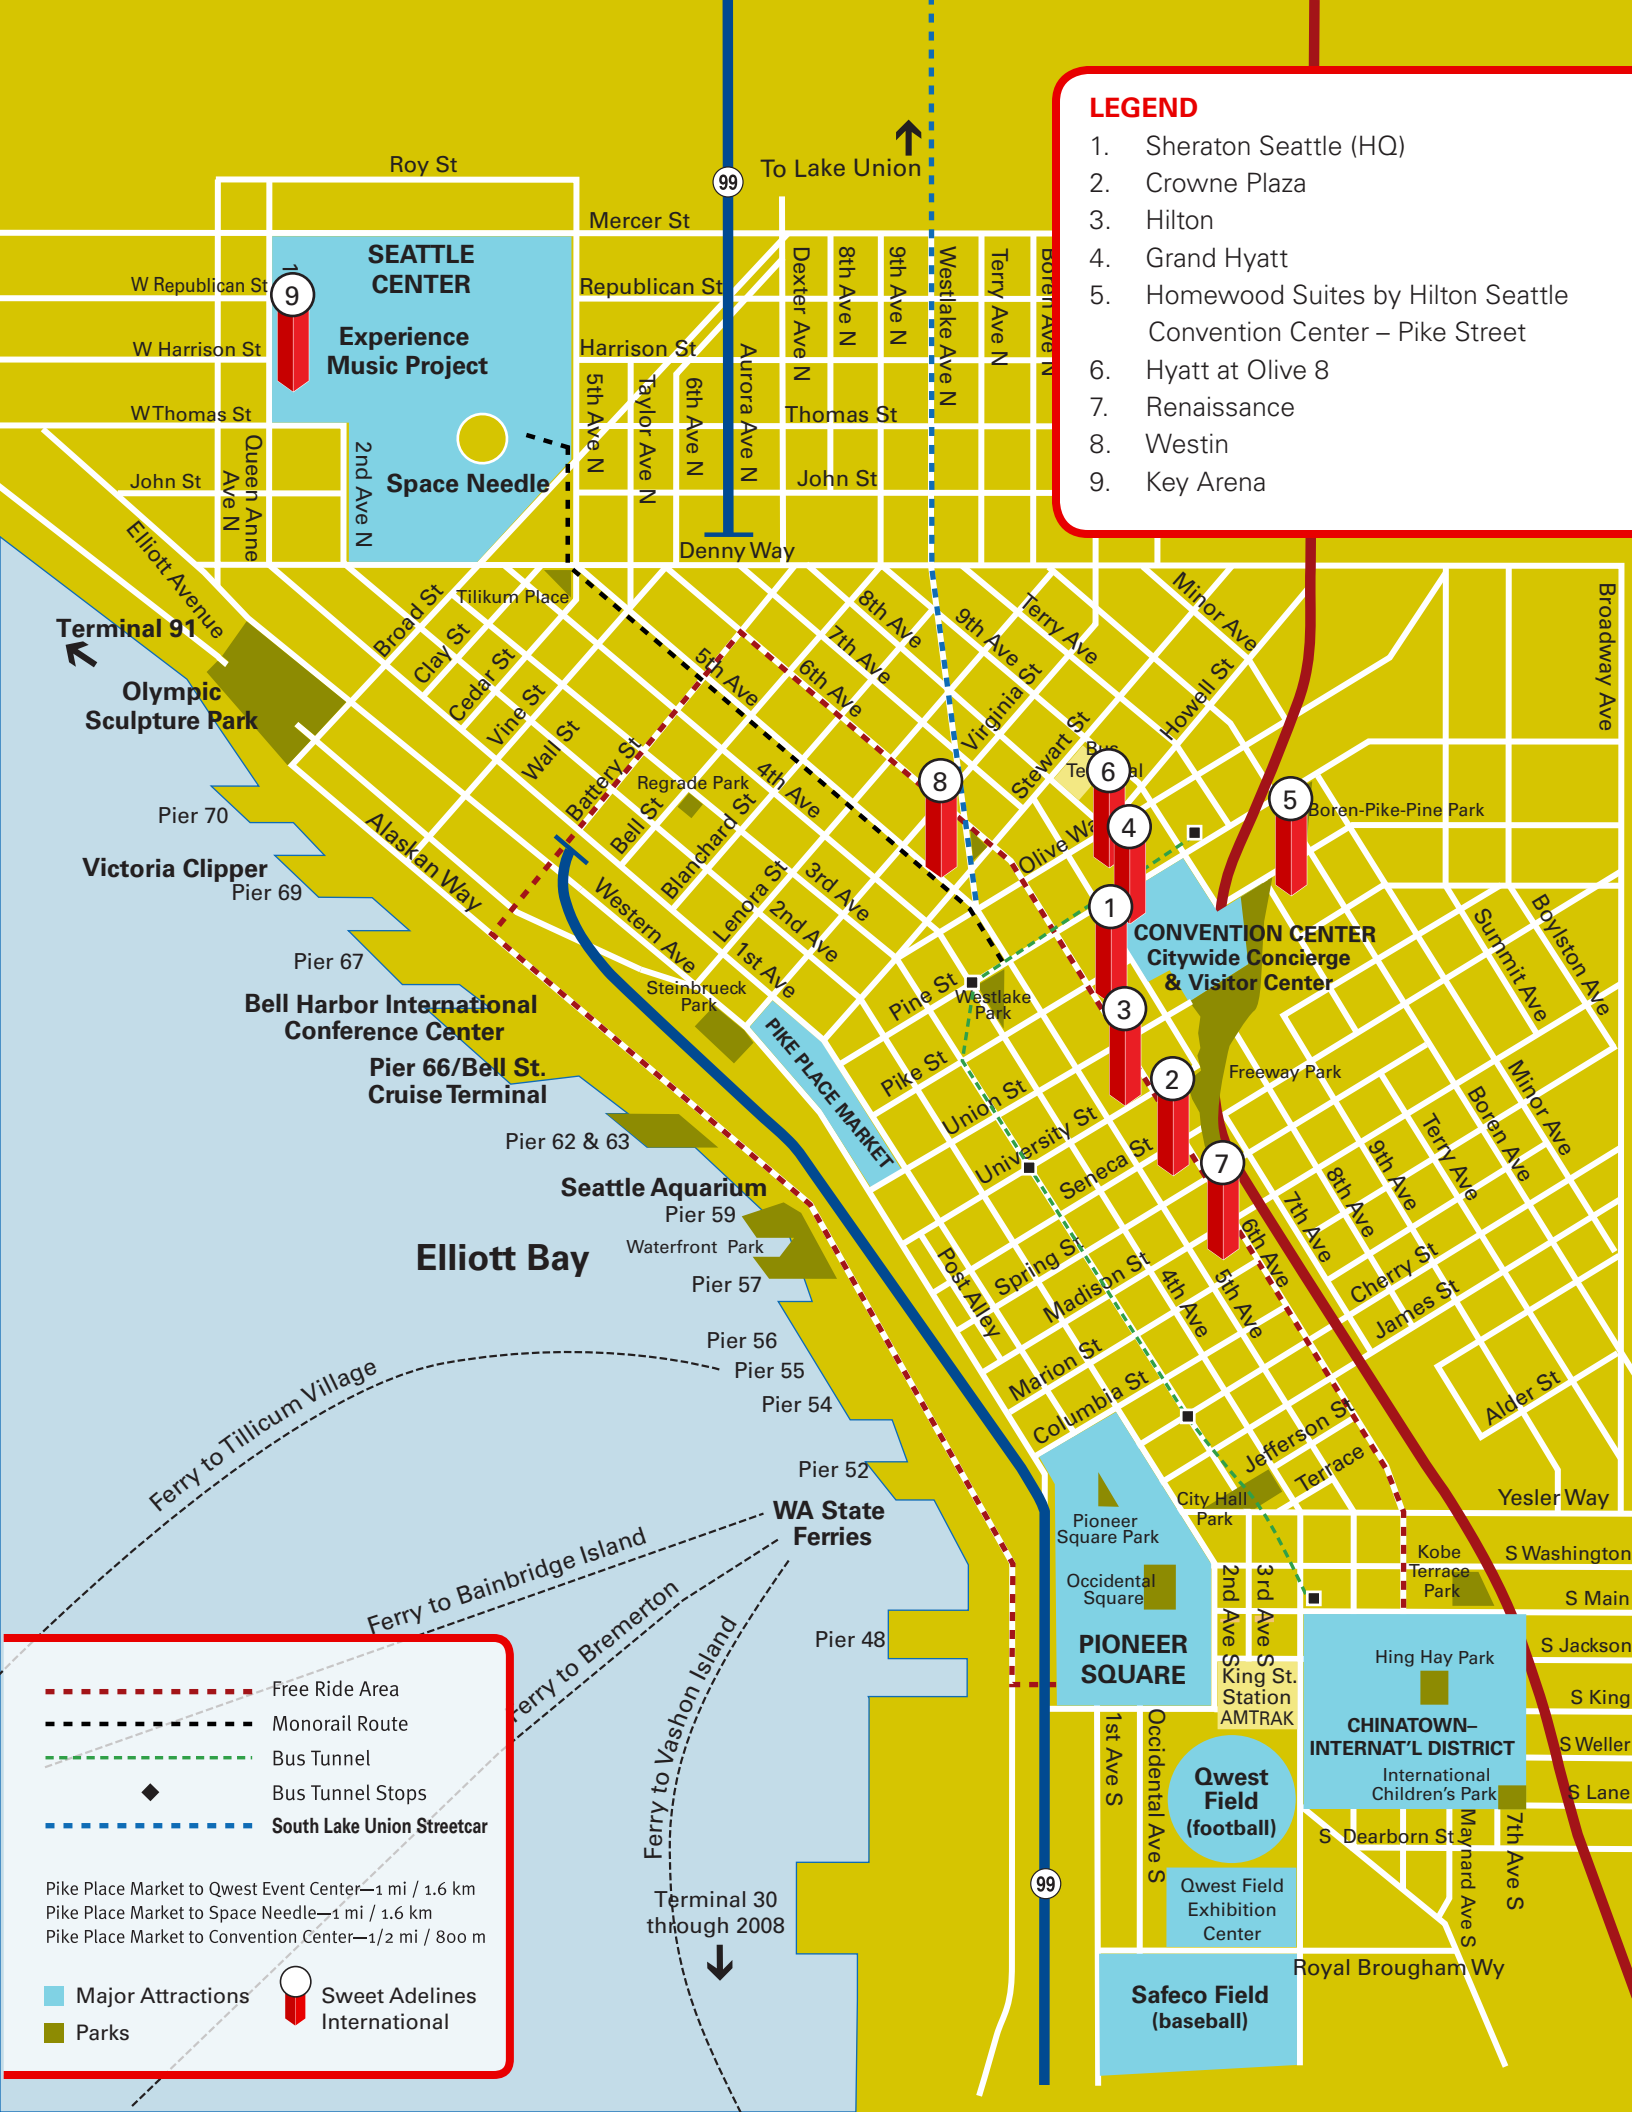 LEGEND
1. Sheraton Seattle (HQ)
2. Crowne Plaza
3. Hilton
4. Grand Hyatt
5. Homewood Suites by Hilton Seattle
Convention Center – Pike Street
6. Hyatt at Olive 8
7. Renaissance
8. Westin
9. Key Arena
Roy St
99
To Lake Union
Mercer St
SEATTLE
CENTER
W Republican St
9
Republican St
Dexter Ave N
8th Ave N
9th Ave N
Westlake Ave N
Terry Ave N
Boren Ave N
Experience
Music Project
W Harrison St
Harrison St
Aurora Ave N
5th Ave N
Taylor Ave N
6th Ave N
W Thomas St
Thomas St
Queen Anne
Ave N
2nd Ave N
Space Needle
John St
John St
Denny Way
Elliott Avenue
Tilikum Place
Broad St
Clay St
Cedar St
Vine St
Wall St
Battery St
Bell St
Blanchard St
Lenora St
Virginia St
Stewart St
Howell St
Olive Wa
5th Ave
6th Ave
7th Ave
8th Ave
9th Ave
Terry Ave
Minor Ave
Broadway Ave
Terminal 91
Olympic
Sculpture Park
Regrade Park
4th Ave
3rd Ave
2nd Ave
1st Ave
Western Ave
Alaskan Way
Bus
Te al
8
6
4
5
1
3
2
7
Boren-Pike-Pine Park
Pier 70
Victoria Clipper
Pier 69
Pier 67
Bell Harbor International
Conference Center
Pier 66/Bell St.
Cruise Terminal
Pier 62 & 63
Steinbrueck
Park
PIKE PLACE MARKET
Pine St
Westlake
Park
Pike St
Union St
University St
Seneca St
CONVENTION CENTER
Citywide Concierge
& Visitor Center
Summit Ave
Boylston Ave
Freeway Park
Minor Ave
Boren Ave
Terry Ave
9th Ave
8th Ave
7th Ave
6th Ave
5th Ave
4th Ave
Seattle Aquarium
Pier 59
Waterfront Park
Elliott Bay
Pier 57
Pier 56
Pier 55
Pier 54
Pier 52
Post Alley
Spring St
Madison St
Marion St
Columbia St
Cherry St
James St
Alder St
Jefferson St
Terrace
Ferry to Tillicum Village
WA State
Ferries
Ferry to Bainbridge Island
Ferry to Bremerton
Ferry to Vashon Island
Pier 48
Pioneer
Square Park
City Hall
Park
Yesler Way
Occidental
Square
2nd Ave S
3rd Ave S
Kobe
Terrace
Park
S Washington
S Main
S Jackson
S King
S Weller
S Lane
PIONEER
SQUARE
King St.
Station
AMTRAK
Hing Hay Park
CHINATOWN–
INTERNAT'L DISTRICT
International
Children's Park
1st Ave S
Occidental Ave S
Qwest
Field
(football)
S Dearborn St
Maynard Ave S
7th Ave S
99
Qwest Field
Exhibition
Center
Royal Brougham Wy
Safeco Field
(baseball)
Terminal 30
through 2008
Free Ride Area
Monorail Route
Bus Tunnel
Bus Tunnel Stops
South Lake Union Streetcar
Pike Place Market to Qwest Event Center—1 mi / 1.6 km
Pike Place Market to Space Needle—1 mi / 1.6 km
Pike Place Market to Convention Center—1/2 mi / 800 m
Major Attractions
Parks
Sweet Adelines
International